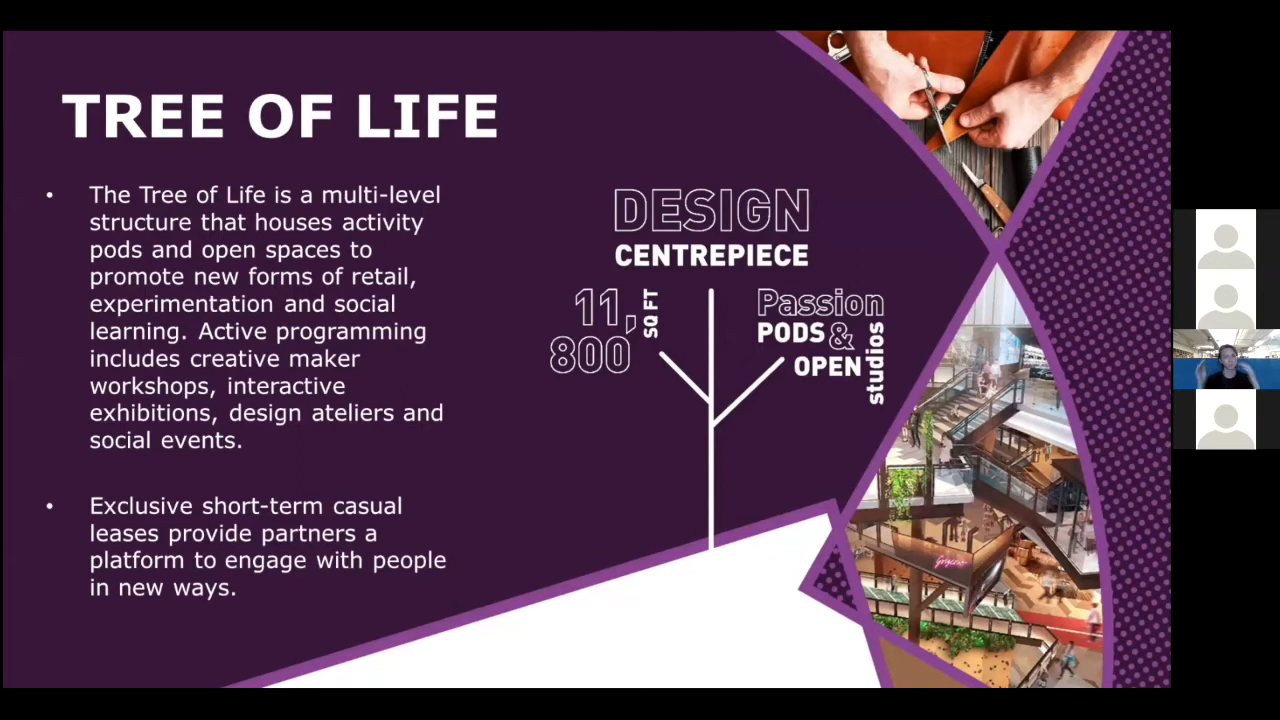 TREE OF LIFE
• The Tree of Life is a multi-level
structure that houses activity
pods and open spaces to
promote new forms of retail,
experimentation and social
learning. Active programming
includes creative maker
workshops, interactive
exhibitions, design ateliers and
social events.
• Exclusive short-term casual
leases provide partners a
platform to engage with people
in new ways.
DESIGN
CENTREPIECE
11,
800
SQ FT
Passion
PODS &
OPEN
studios